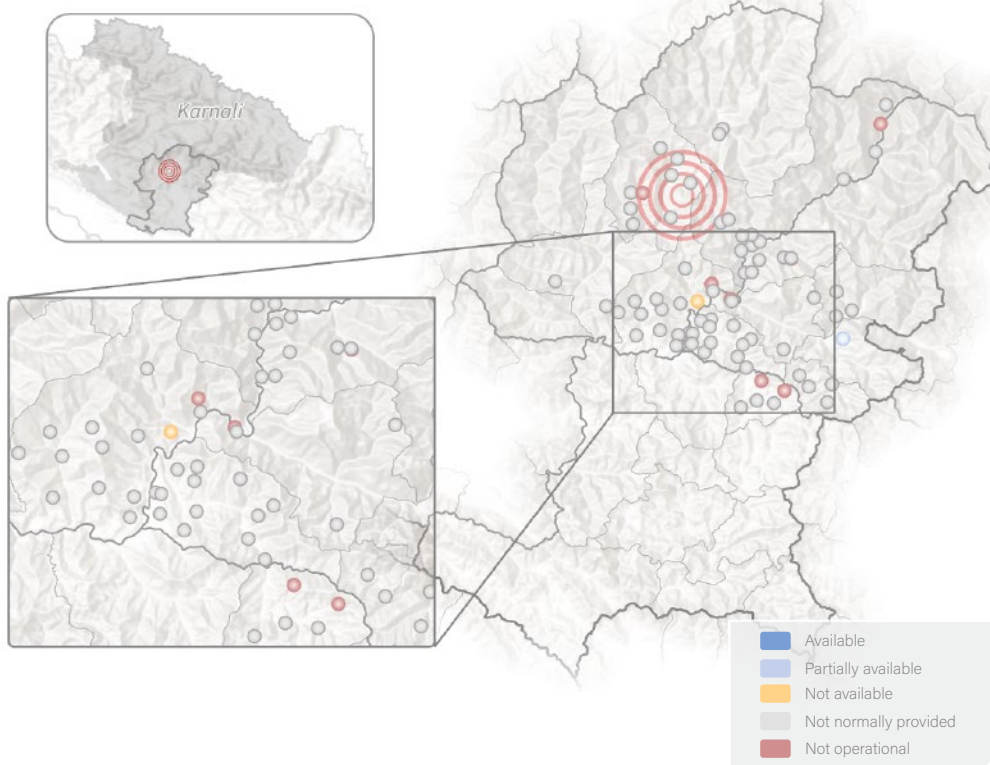 Karnali
Available
Partially available
Not available
Not normally provided
Not operational